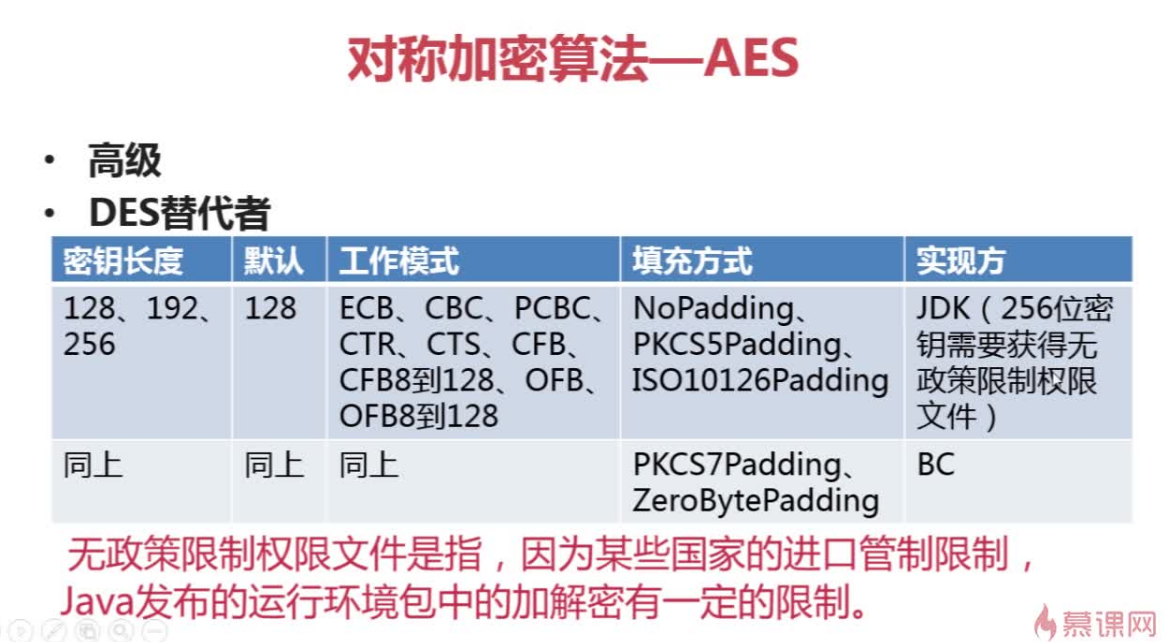 对称加密算法—AES
• 高级
• DES替代者
密钥长度 默认 工作模式 填充方式 实现方
128、192、 128 ECB、CBC、PCBC、 NoPadding、 JDK（256位密
256 CTR、CTS、CFB、 PKCS5Padding、 钥需要获得无
CFB8到128、OFB、 ISO10126Padding 政策限制权限
OFB8到128 文件）
同上 同上 同上 PKCS7Padding、 BC
ZeroBytePadding
无政策限制权限文件是指，因为某些国家的进口管制限制，
Java发布的运行环境包中的加解密有一定的限制。
慕课网